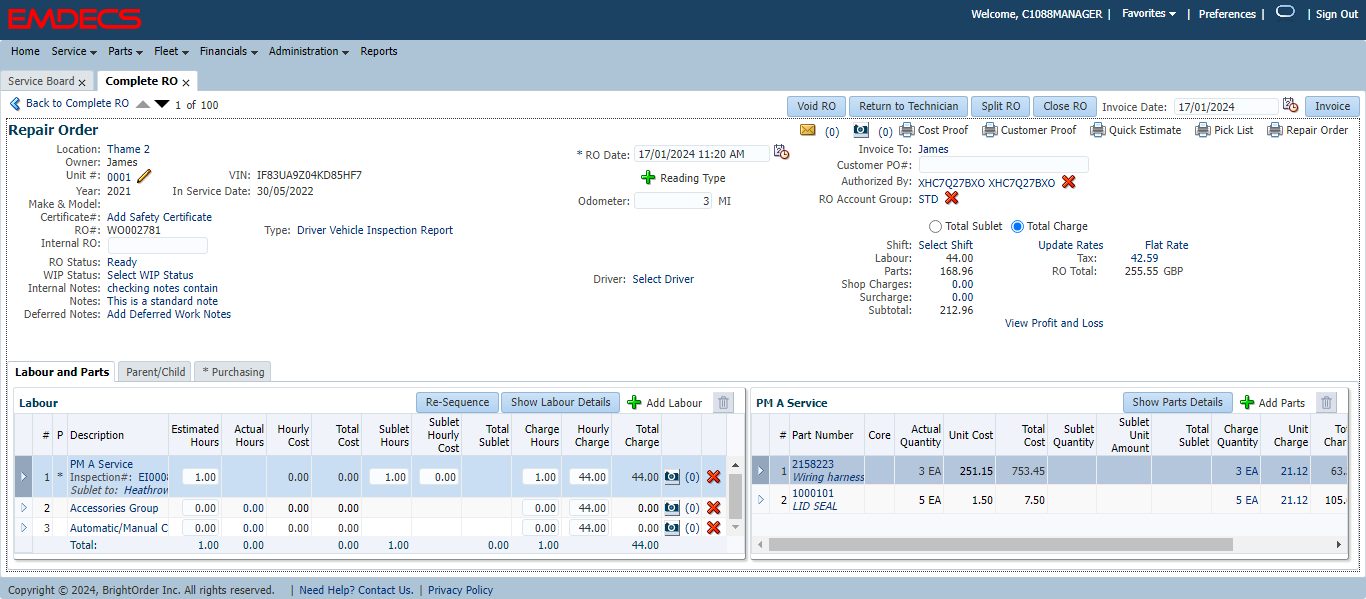 EMDECS
Welcome, C1088MANAGER | Favorites | Preferences | | Sign Out
Home Service Parts Fleet Financials Administration Reports
Service Board x Complete RO x
Back to Complete RO 1 of 100 Void RO Return to Technician Split RO Close RO Invoice Date: 17/01/2024 Invoice
Repair Order (0) (0) Cost Proof Customer Proof Quick Estimate Pick List Repair Order
Location: Thame 2 * RO Date: 17/01/2024 11:20 AM Invoice To: James
Owner: James Customer PO#:
Unit #: 0001 VIN: IF83UA9Z04KD85HF7 Reading Type Authorized By: XHC7Q27BXO XHC7Q27BXO
Year: 2021 In Service Date: 30/05/2022 Odometer: 3 MI RO Account Group: STD
Make & Model:
Certificate#: Add Safety Certificate Total Sublet Total Charge
RO#: WO002781 Type: Driver Vehicle Inspection Report
Internal RO: Shift: Select Shift Update Rates Flat Rate
RO Status: Ready Labour: 44.00 Tax: 42.59
WIP Status: Select WIP Status Driver: Select Driver Parts: 168.96 RO Total: 255.55 GBP
Internal Notes: checking notes contain Shop Charges: 0.00
Notes: This is a standard note Surcharge: 0.00
Deferred Notes: Add Deferred Work Notes Subtotal: 212.96
View Profit and Loss
Labour and Parts Parent/Child * Purchasing
Labour Re-Sequence Show Labour Details Add Labour
# P Description Estimated Hours Actual Hours Hourly Cost Total Cost Sublet Hours Sublet Hourly Cost Total Sublet Charge Hours Hourly Charge Total Charge
1 * PM A Service 1.00 0.00 0.00 1.00 0.00 1.00 44.00 44.00 (0)
Inspection#: EI0008
Sublet to: Heathrow
2 Accessories Group 0.00 0.00 0.00 0.00 0.00 44.00 0.00 (0)
3 Automatic/Manual C 0.00 0.00 0.00 0.00 0.00 44.00 0.00 (0)
Total: 1.00 0.00 0.00 1.00 0.00 1.00 44.00
PM A Service Show Parts Details Add Parts
# Part Number Core Actual Quantity Unit Cost Total Cost Sublet Quantity Sublet Unit Amount Total Sublet Charge Quantity Unit Charge Total Char
1 2158223 3 EA 251.15 753.45 3 EA 21.12 63.
Wiring harness
2 1000101 5 EA 1.50 7.50 5 EA 21.12 105.
LID SEAL
Copyright © 2024, BrightOrder Inc. All rights reserved. | Need Help? Contact Us. | Privacy Policy